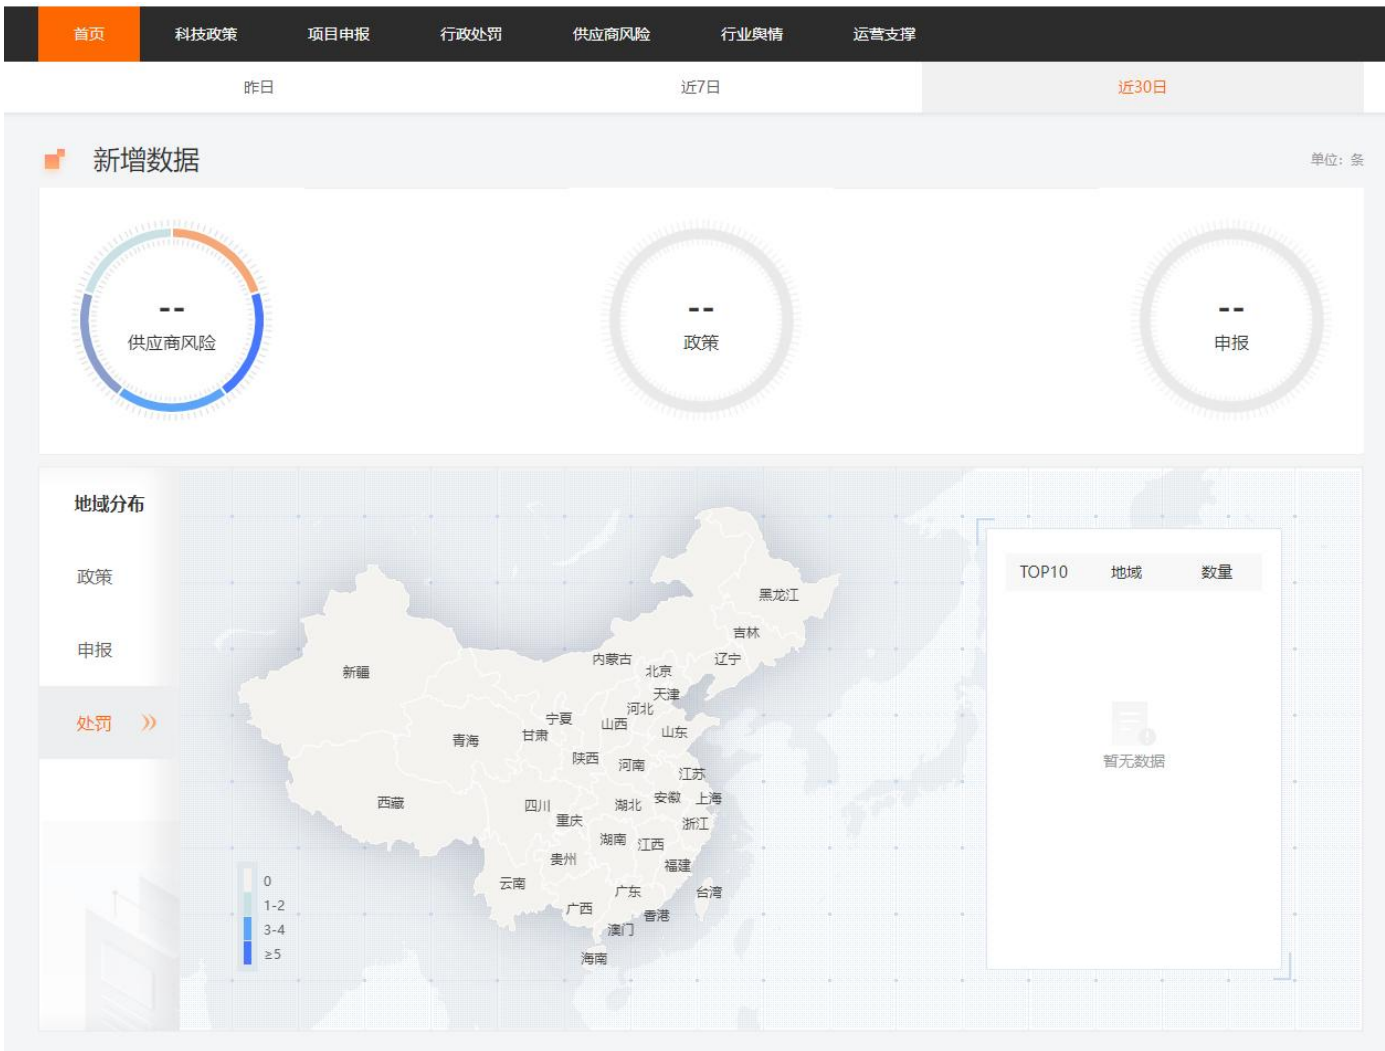 首页 科技政策 项目申报 行政处罚 供应商风险 行业舆情 运营支撑
昨日 近7日 近30日
新增数据 单位：条
-- -- --
供应商风险 政策 申报
地域分布
政策
申报
处罚
TOP10 地域 数量
暂无数据
黑龙江
吉林
辽宁
内蒙古
北京
天津
新疆
河北
宁夏
山西
山东
甘肃
青海
陕西
河南
江苏
西藏
四川
湖北
安徽
上海
重庆
浙江
湖南
江西
贵州
福建
云南
广东
台湾
广西
香港
澳门
海南
0
1-2
3-4
≥5